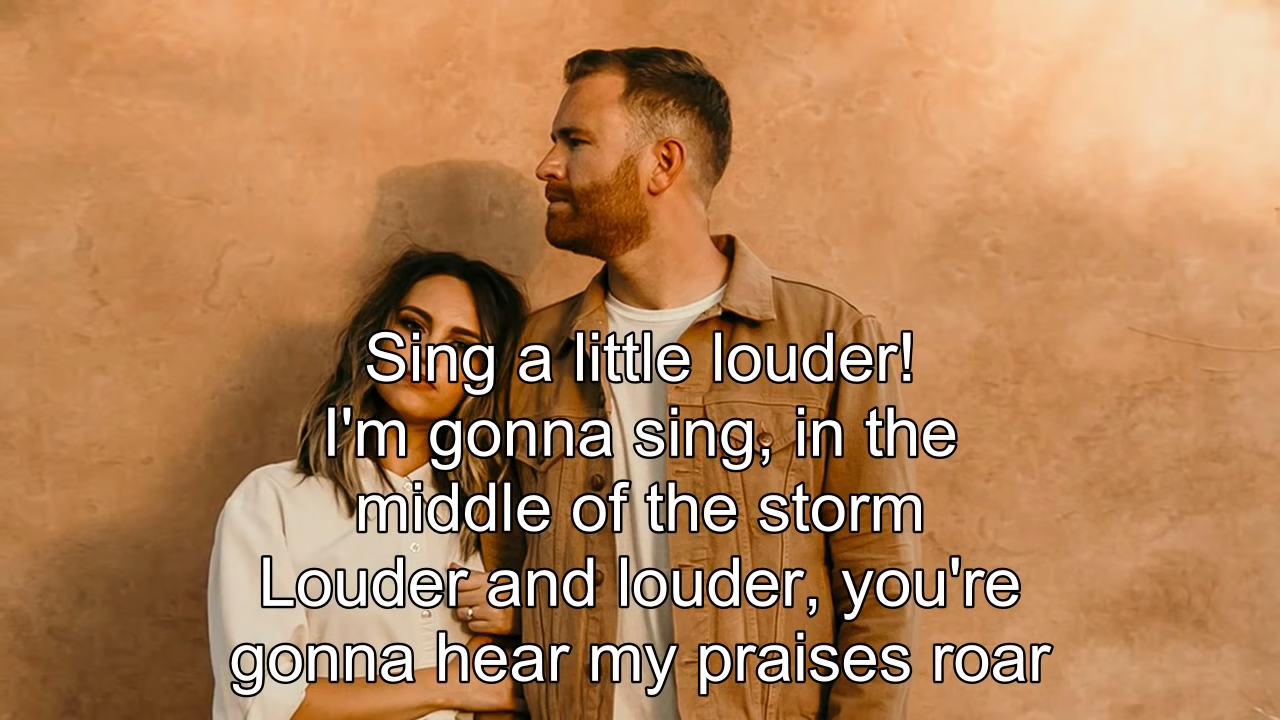 Sing a little louder!
I'm gonna sing, in the
middle of the storm
Louder and louder, you're
gonna hear my praises roar